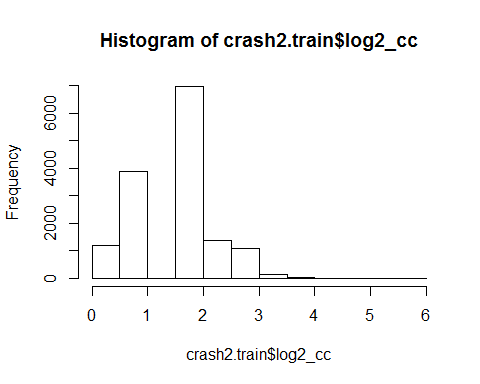 Histogram of crash2.train$log2_cc
Frequency
6000
4000
2000
0
0 1 2 3 4 5 6
crash2.train$log2_cc